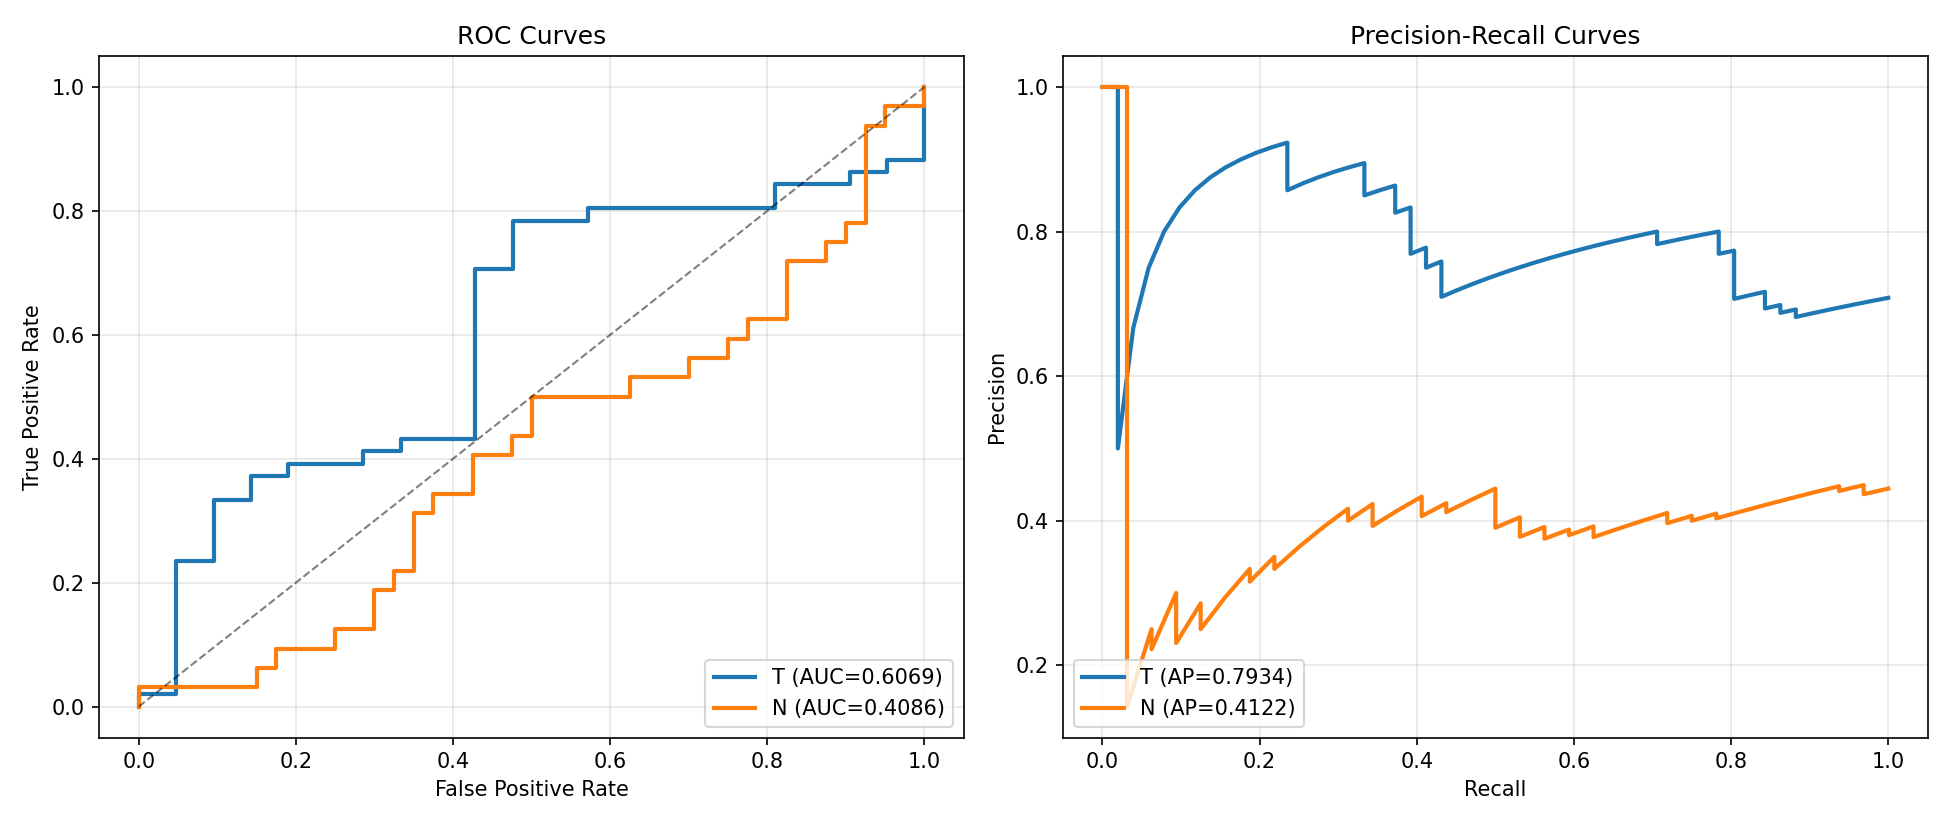 ROC Curves
True Positive Rate
1.0
0.8
0.6
0.4
0.2
0.0
0.0 0.2 0.4 0.6 0.8 1.0
False Positive Rate
T (AUC=0.6069)
N (AUC=0.4086)
Precision-Recall Curves
Precision
1.0
0.8
0.6
0.4
0.2
0.0 0.2 0.4 0.6 0.8 1.0
Recall
T (AP=0.7934)
N (AP=0.4122)